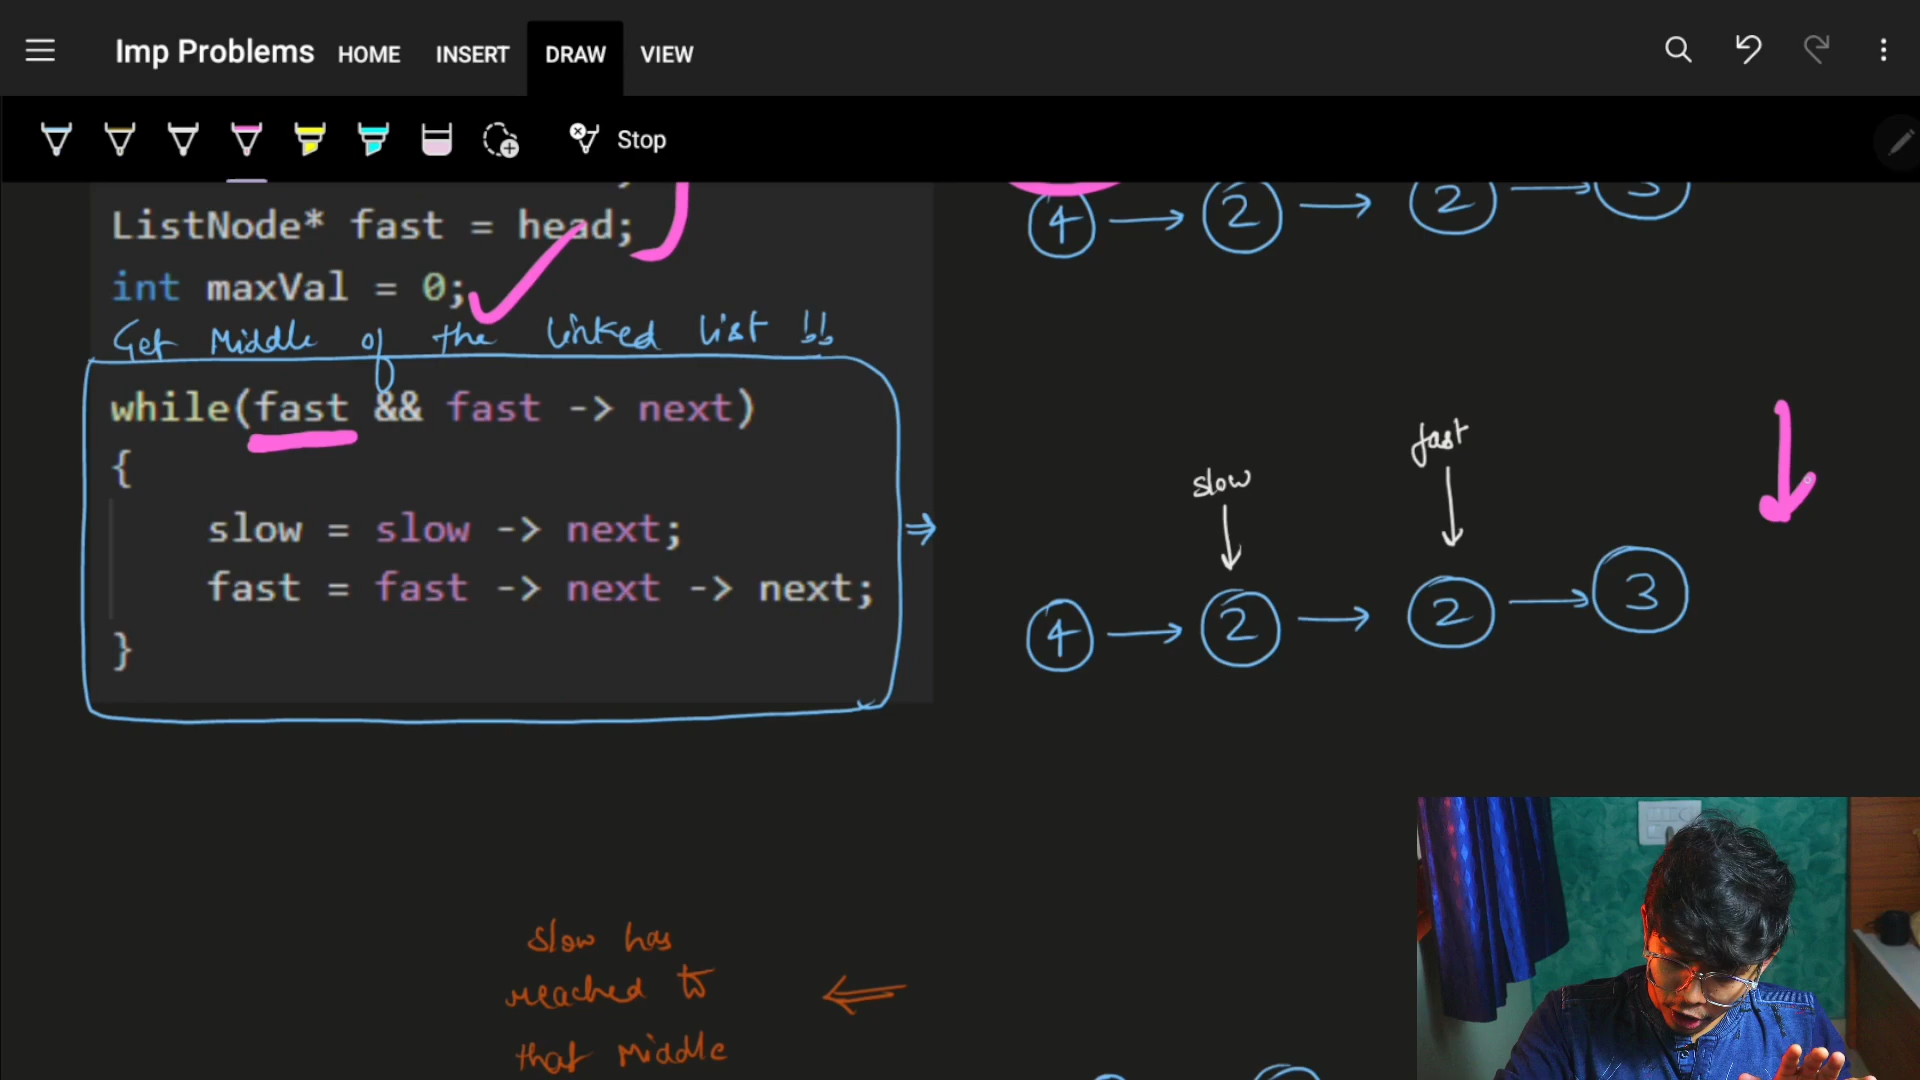 Imp Problems HOME INSERT DRAW VIEW
Stop
ListNode* fast = head;
int maxVal = 0;
Get Middle of the linked list !!
while(fast && fast -> next)
{
slow = slow -> next;
fast = fast -> next -> next;
}
4 2 2 3
slow
fast
4 2 2 3
slow has
reached to
that middle